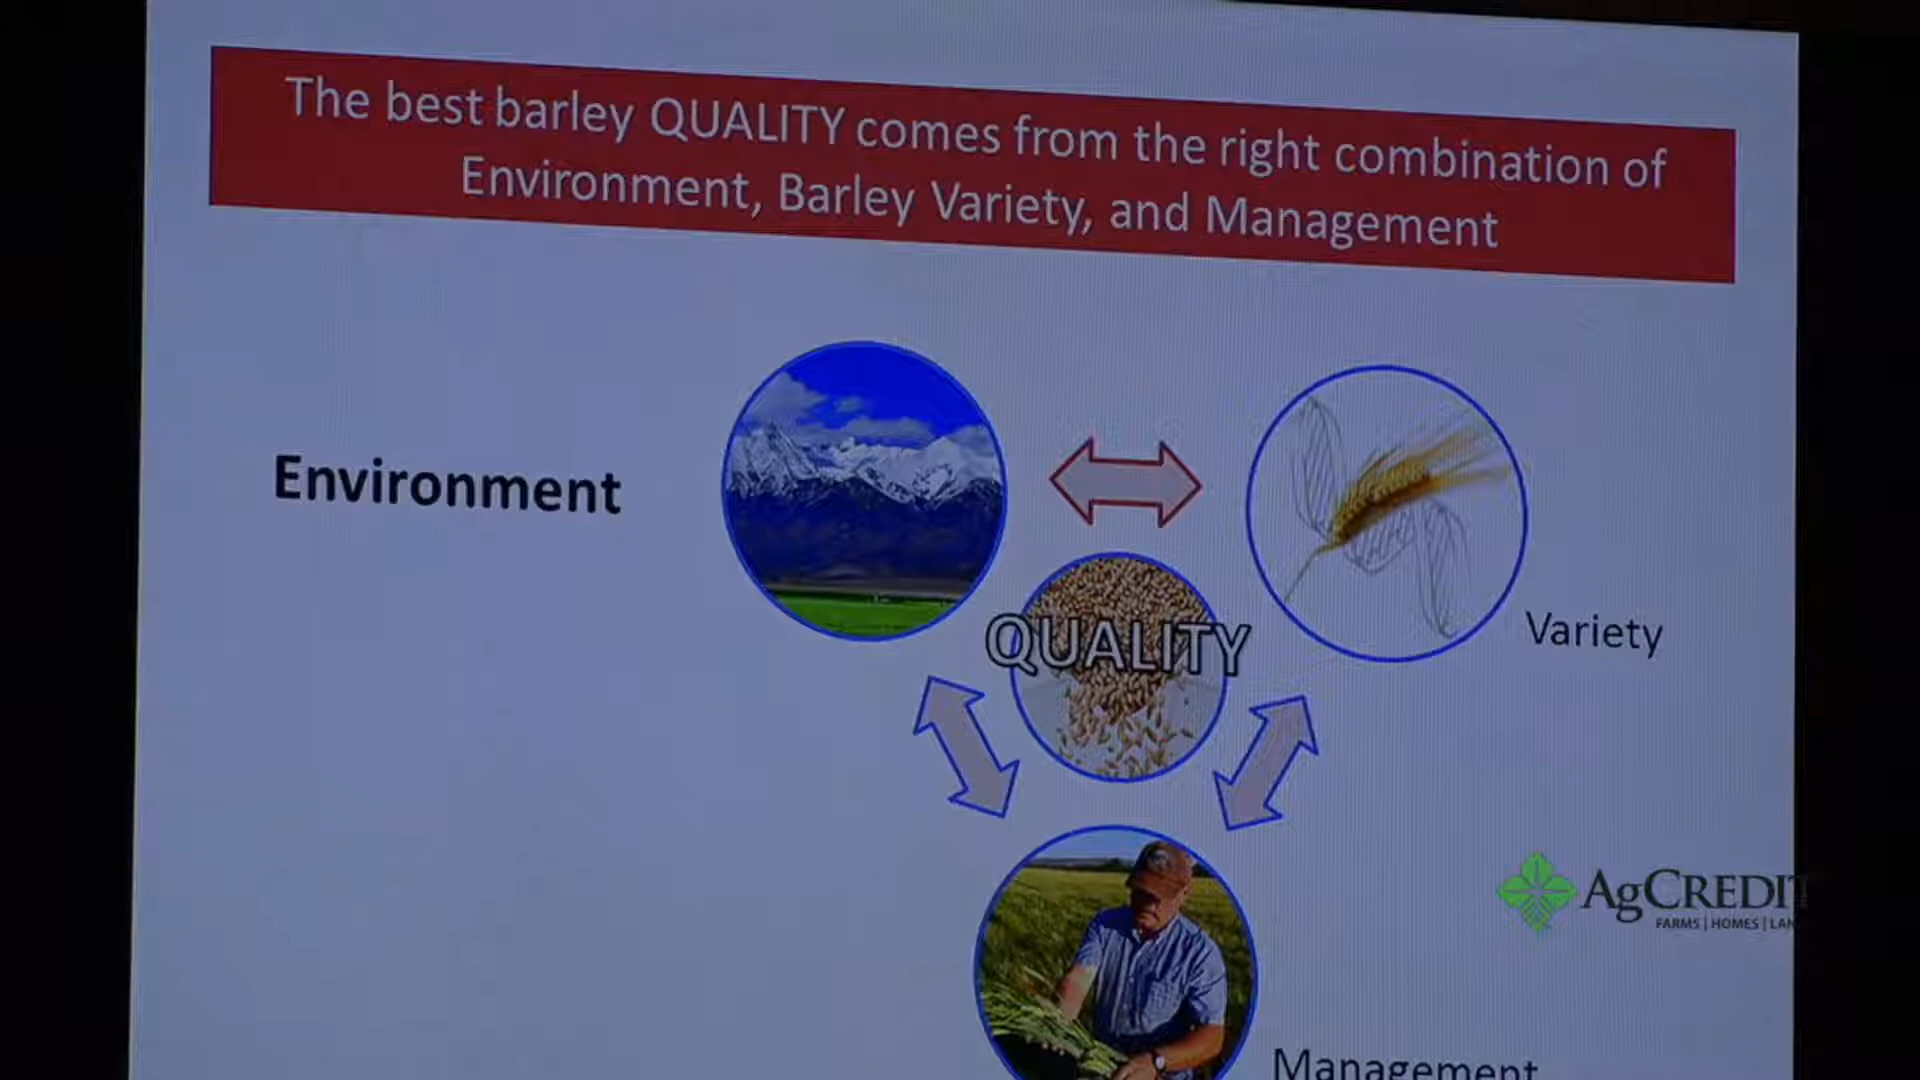 The best barley QUALITY comes from the right combination of
Environment, Barley Variety, and Management
Environment
QUALITY
Variety
AgCREDIT
FARMS | HOMES | LAN
Management